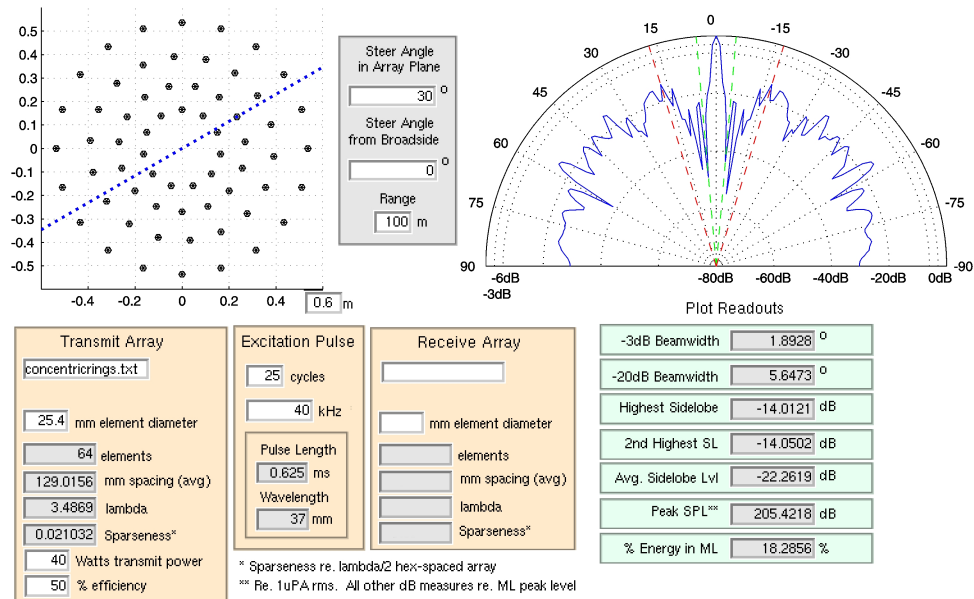 0.5
0.4
0.3
0.2
0.1
0
-0.1
-0.2
-0.3
-0.4
-0.5
-0.4 -0.2 0 0.2 0.4 0.6 m
Steer Angle
in Array Plane
30 o
Steer Angle
from Broadside
0 o
Range
100 m
90 75 60 45 30 15 0 -15 -30 -45 -60 -75 -90
-6dB -80dB -60dB -40dB -20dB 0dB
-3dB
Transmit Array
concentricrings.txt
25.4 mm element diameter
64 elements
129.0156 mm spacing (avg)
3.4869 lambda
0.021032 Sparseness*
40 Watts transmit power
50 % efficiency
Excitation Pulse
25 cycles
40 kHz
Pulse Length
0.625 ms
Wavelength
37 mm
Receive Array
mm element diameter
elements
mm spacing (avg)
lambda
Sparseness*
* Sparseness re. lambda/2 hex-spaced array
** Re. 1uPA rms. All other dB measures re. ML peak level
Plot Readouts
-3dB Beamwidth 1.8928 o
-20dB Beamwidth 5.6473 o
Highest Sidelobe -14.0121 dB
2nd Highest SL -14.0502 dB
Avg. Sidelobe Lvl -22.2619 dB
Peak SPL** 205.4218 dB
% Energy in ML 18.2856 %